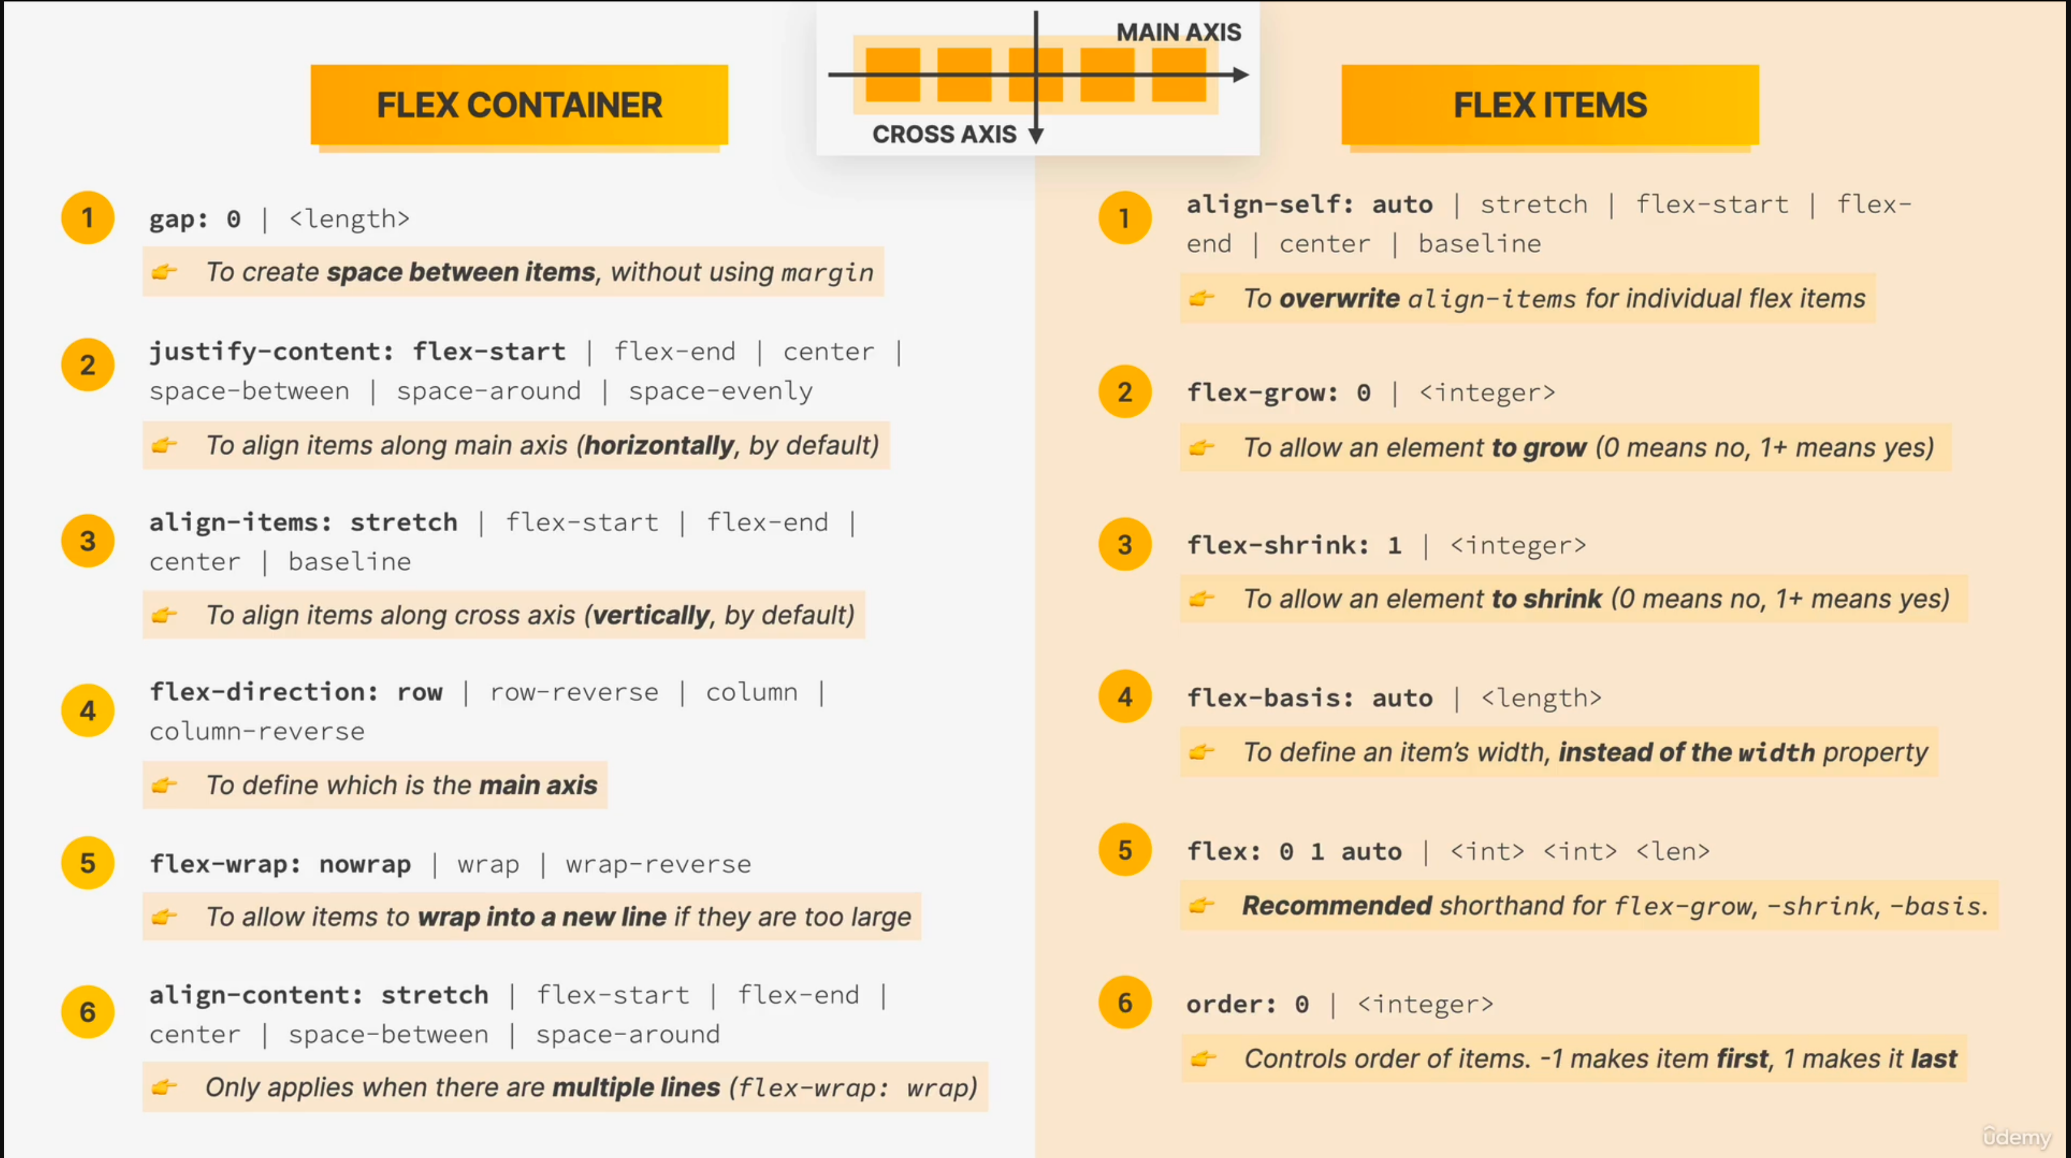 MAIN AXIS
CROSS AXIS
FLEX CONTAINER
1
gap: 0 | <length>
👉 To create space between items, without using margin
2
justify-content: flex-start | flex-end | center |
space-between | space-around | space-evenly
👉 To align items along main axis (horizontally, by default)
3
align-items: stretch | flex-start | flex-end |
center | baseline
👉 To align items along cross axis (vertically, by default)
4
flex-direction: row | row-reverse | column |
column-reverse
👉 To define which is the main axis
5
flex-wrap: nowrap | wrap | wrap-reverse
👉 To allow items to wrap into a new line if they are too large
6
align-content: stretch | flex-start | flex-end |
center | space-between | space-around
👉 Only applies when there are multiple lines (flex-wrap: wrap)
FLEX ITEMS
1
align-self: auto | stretch | flex-start | flex-
end | center | baseline
👉 To overwrite align-items for individual flex items
2
flex-grow: 0 | <integer>
👉 To allow an element to grow (0 means no, 1+ means yes)
3
flex-shrink: 1 | <integer>
👉 To allow an element to shrink (0 means no, 1+ means yes)
4
flex-basis: auto | <length>
👉 To define an item’s width, instead of the width property
5
flex: 0 1 auto | <int> <int> <len>
👉 Recommended shorthand for flex-grow, -shrink, -basis.
6
order: 0 | <integer>
👉 Controls order of items. -1 makes item first, 1 makes it last
ûdemy